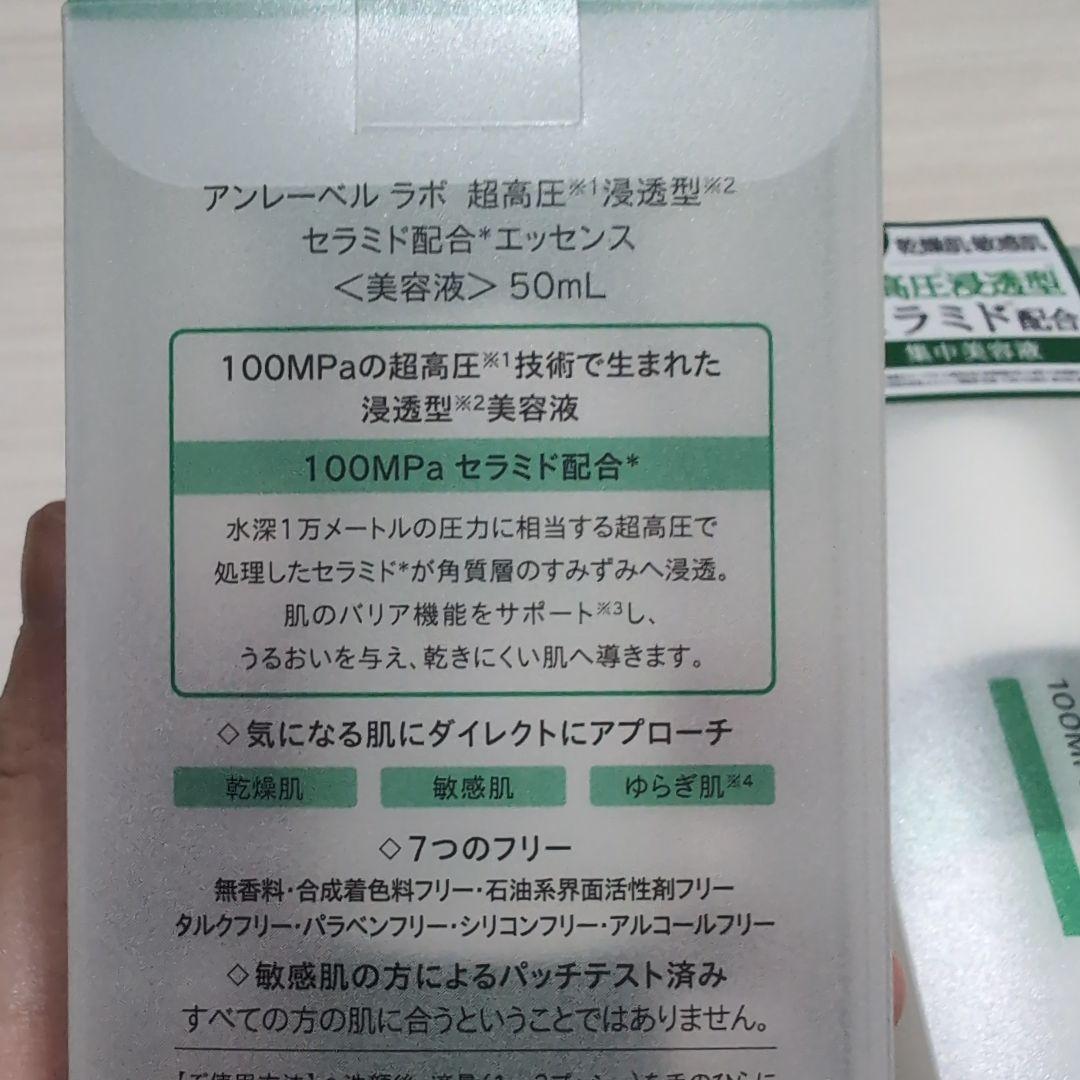 アンレーベル ラボ 超高圧※1浸透型※2
セラミド配合*エッセンス
＜美容液＞ 50mL
100MPaの超高圧※1技術で生まれた
浸透型※2美容液
100MPa セラミド配合*
水深1万メートルの圧力に相当する超高圧で
処理したセラミド*が角質層のすみずみへ浸透。
肌のバリア機能をサポート※3し、
うるおいを与え、乾きにくい肌へ導きます。
◇気になる肌にダイレクトにアプローチ
乾燥肌
敏感肌
ゆらぎ肌※4
◇7つのフリー
無香料・合成着色料フリー・石油系界面活性剤フリー
タルクフリー・パラベンフリー・シリコンフリー・アルコールフリー
◇敏感肌の方によるパッチテスト済み
すべての方の肌に合うということではありません。
乾燥肌敏感肌
高圧浸透型
ラミド配合
集中美容液
100MP